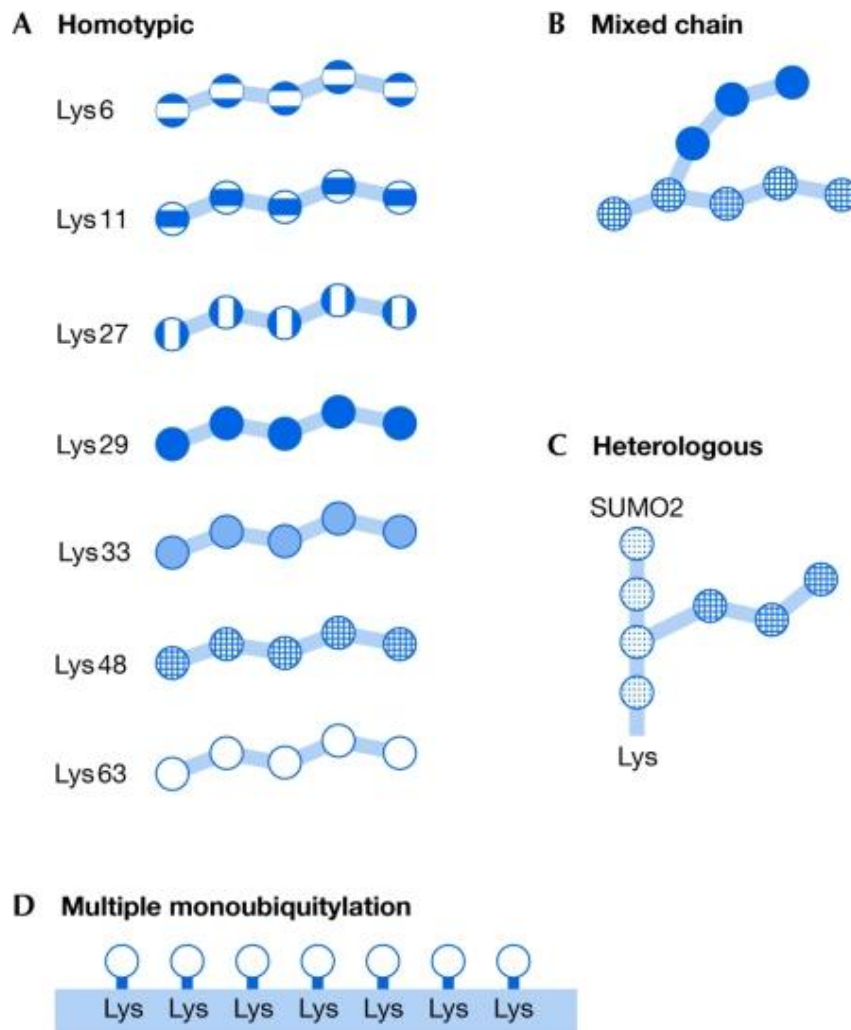 A Homotypic
Lys6
Lys11
Lys27
Lys29
Lys33
Lys48
Lys63
B Mixed chain
C Heterologous
SUMO2
Lys
D Multiple monoubiquitylation
Lys Lys Lys Lys Lys Lys Lys